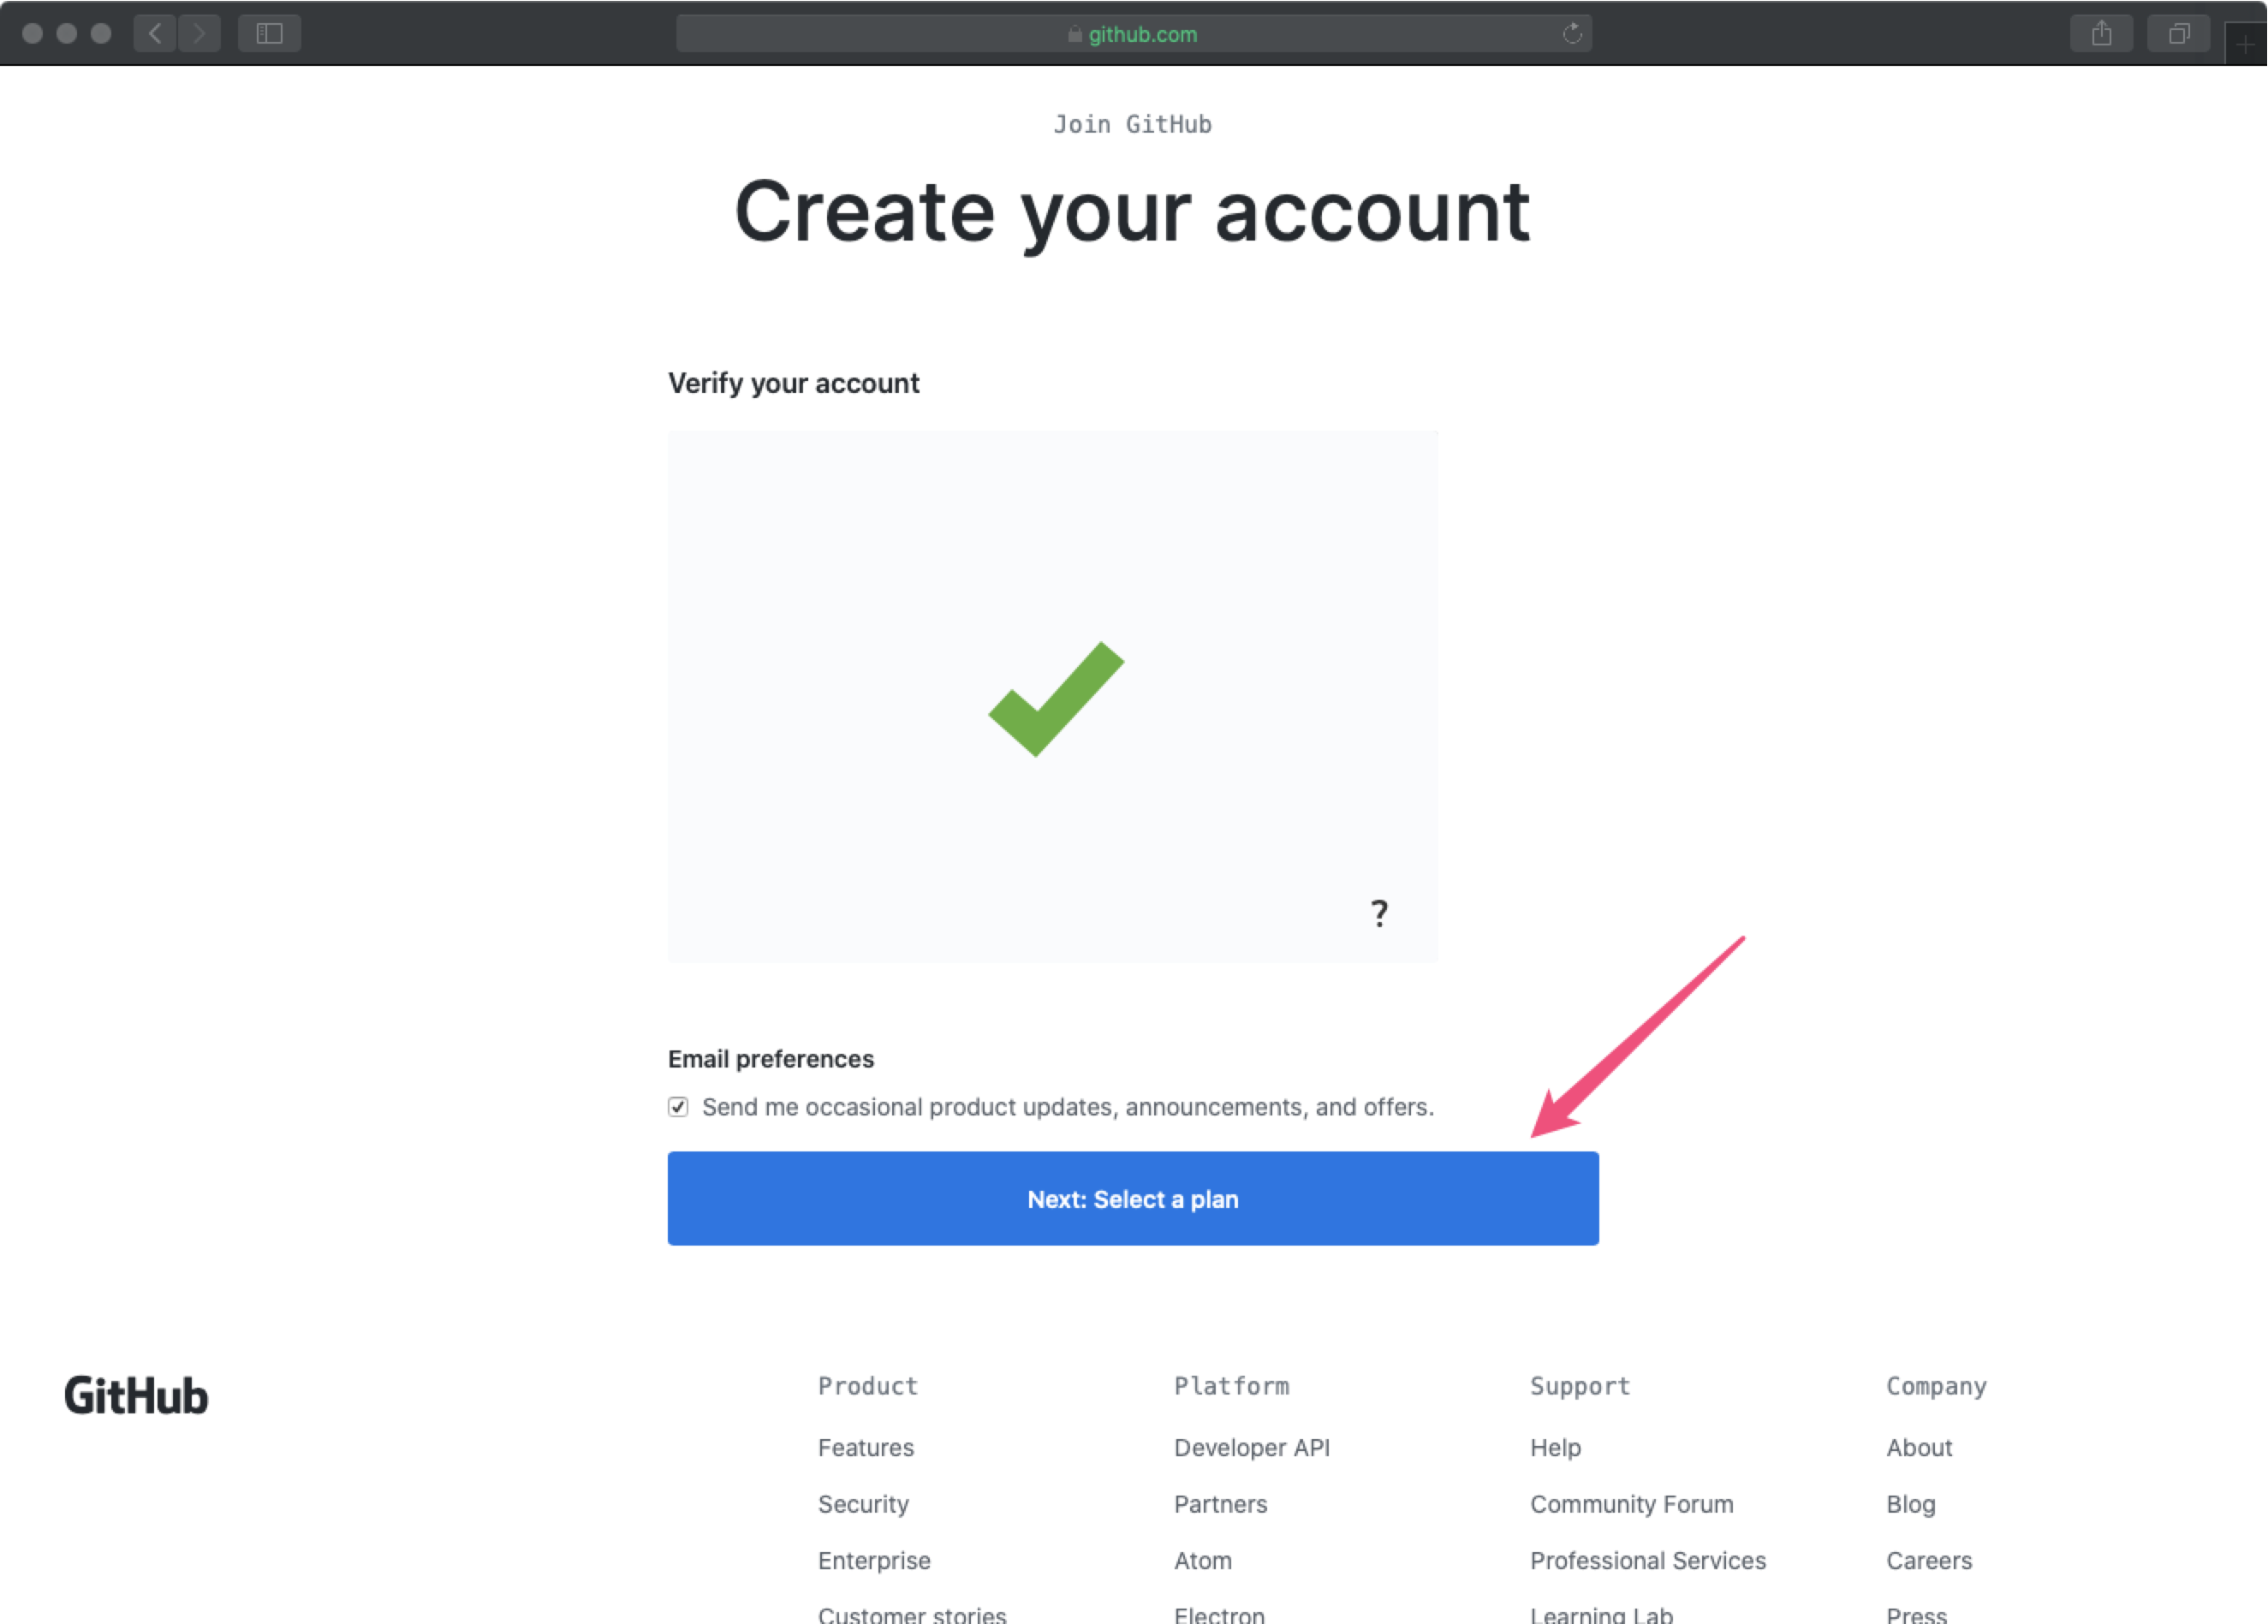 github.com
Join GitHub
Create your account
Verify your account
?
Email preferences
Send me occasional product updates, announcements, and offers.
Next: Select a plan
GitHub
Product Platform Support Company
Features Developer API Help About
Security Partners Community Forum Blog
Enterprise Atom Professional Services Careers
Customer stories Electron Learning Lab Press